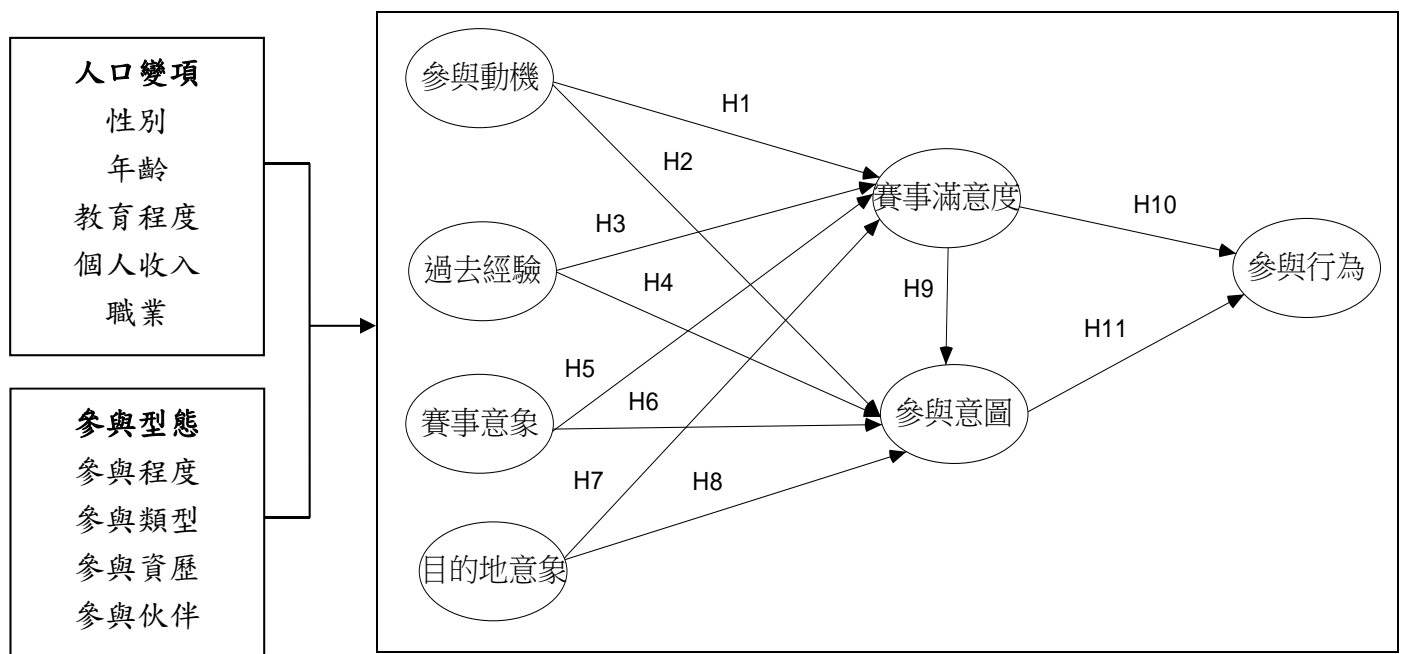 人口變項
性別
年齡
教育程度
個人收入
職業
參與型態
參與程度
參與類型
參與資歷
參與伙伴
參與動機
過去經驗
賽事意象
目的地意象
H1
H2
H3
H4
H5
H6
H7
H8
賽事滿意度
H9
參與意圖
H10
H11
參與行為